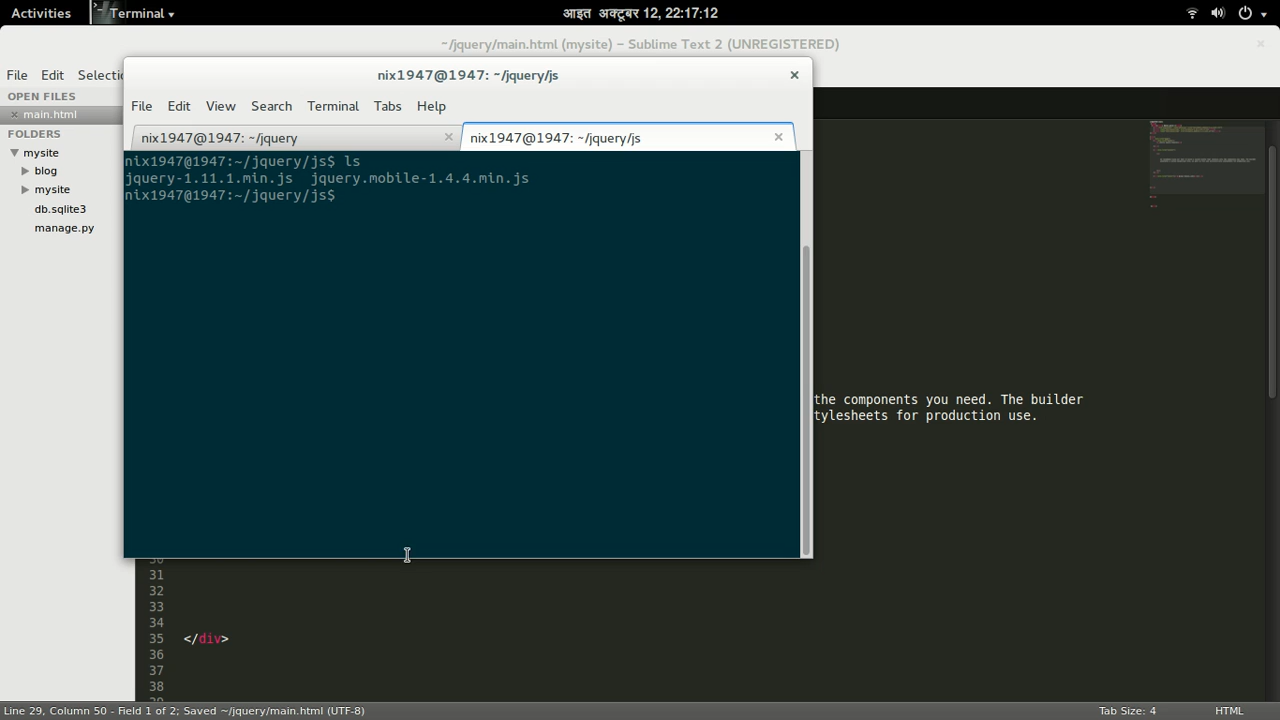 Activities
Terminal
आइत अक्टूबर 12, 22:17:12
~/jquery/main.html (mysite) – Sublime Text 2 (UNREGISTERED)
File Edit Selectio
nix1947@1947: ~/jquery/js
OPEN FILES
main.html
FOLDERS
mysite
blog
mysite
db.sqlite3
manage.py
File Edit View Search Terminal Tabs Help
nix1947@1947: ~/jquery
nix1947@1947: ~/jquery/js
nix1947@1947:~/jquery/js$ ls
jquery-1.11.1.min.js jquery.mobile-1.4.4.min.js
nix1947@1947:~/jquery/js$
the components you need. The builder
tylesheets for production use.
30
31
32
33
34
35 </div>
36
37
38
39
Line 29, Column 50 - Field 1 of 2; Saved ~/jquery/main.html (UTF-8)
Tab Size: 4
HTML